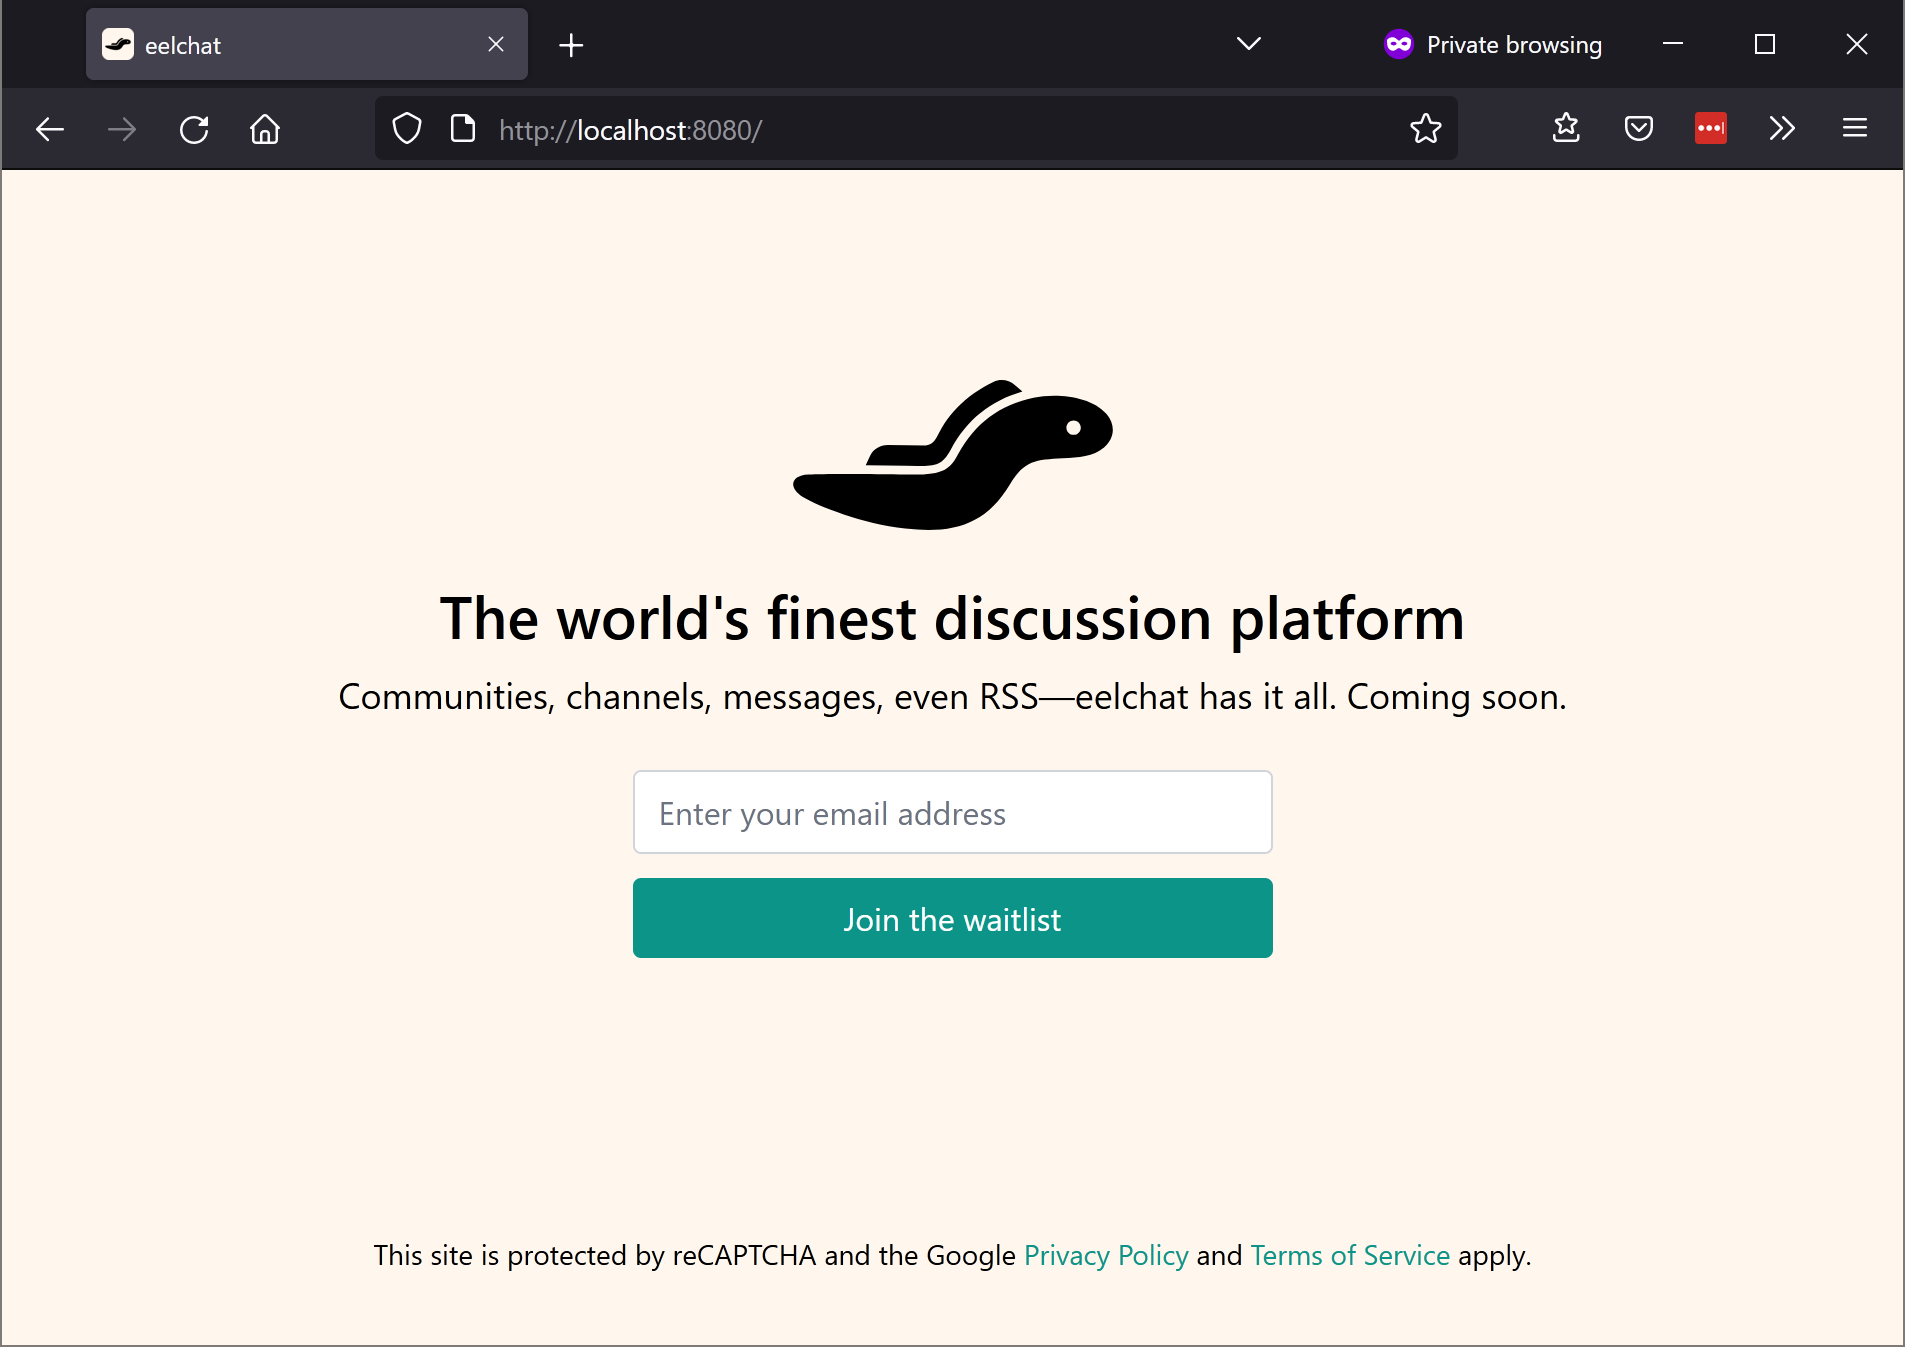 eelchat
Private browsing
http://localhost:8080/
The world's finest discussion platform
Communities, channels, messages, even RSS—eelchat has it all. Coming soon.
Enter your email address
Join the waitlist
This site is protected by reCAPTCHA and the Google Privacy Policy and Terms of Service apply.